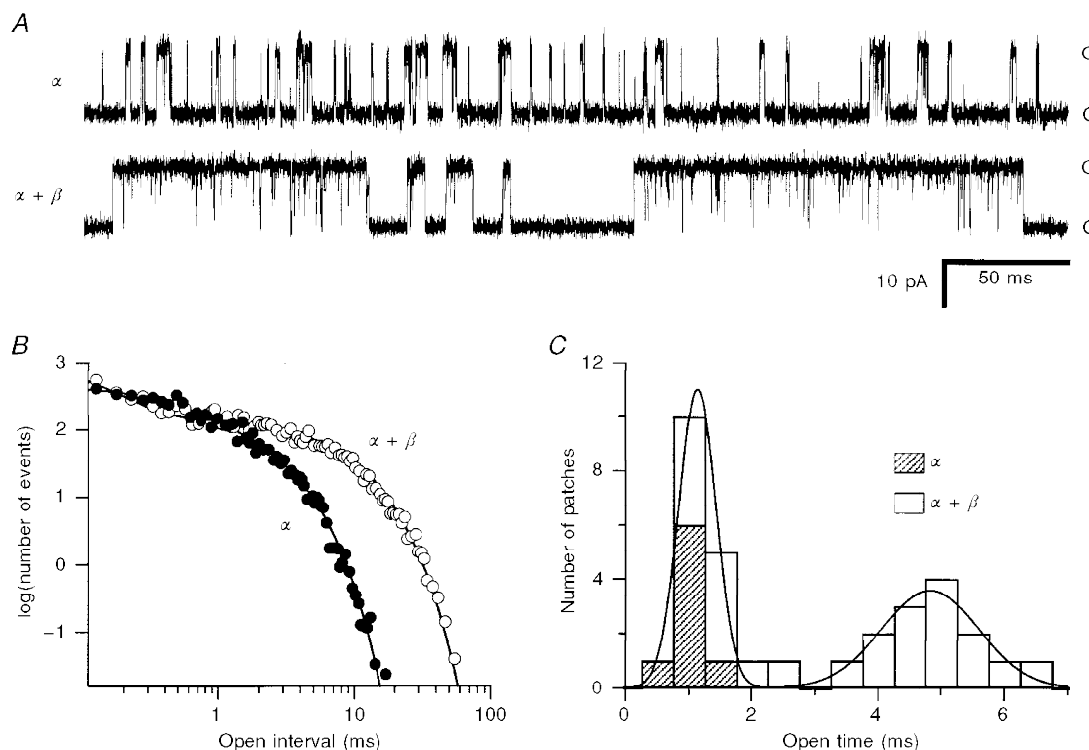 A
α
α + β
10 pA
50 ms
B
3
2
1
0
−1
log(number of events)
α + β
α
1
10
100
Open interval (ms)
C
12
8
4
0
Number of patches
α
α + β
0
2
4
6
Open time (ms)